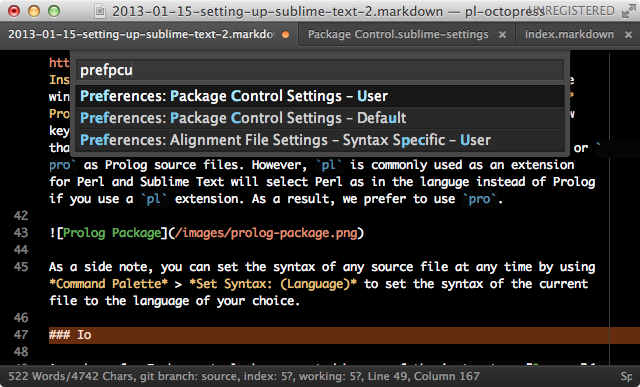 2013-01-15-setting-up-sublime-text-2.markdown — pl-octopress
UNREGISTERED
2013-01-15-setting-up-sublime-text-2.markdo
Package Control.sublime-settings
index.markdown
htt
prefpcu
Ins
Preferences: Package Control Settings – User
win
Pro
Preferences: Package Control Settings – Default
key
Preferences: Alignment File Settings – Syntax Specific – User
tha or `
pro` as Prolog source files. However, `pl` is commonly used as an extension
for Perl and Sublime Text will select Perl as in the languge instead of Prolog
if you use a `pl` extension. As a result, we prefer to use `pro`.
42
43 ![Prolog Package](/images/prolog-package.png)
44
45 As a side note, you can set the syntax of any source file at any time by using
*Command Palette* > *Set Syntax: (Language)* to set the syntax of the current
file to the language of your choice.
46
47 ### Io
48
522 Words/4742 Chars, git branch: source, index: 5?, working: 5?, Line 49, Column 167
Sp